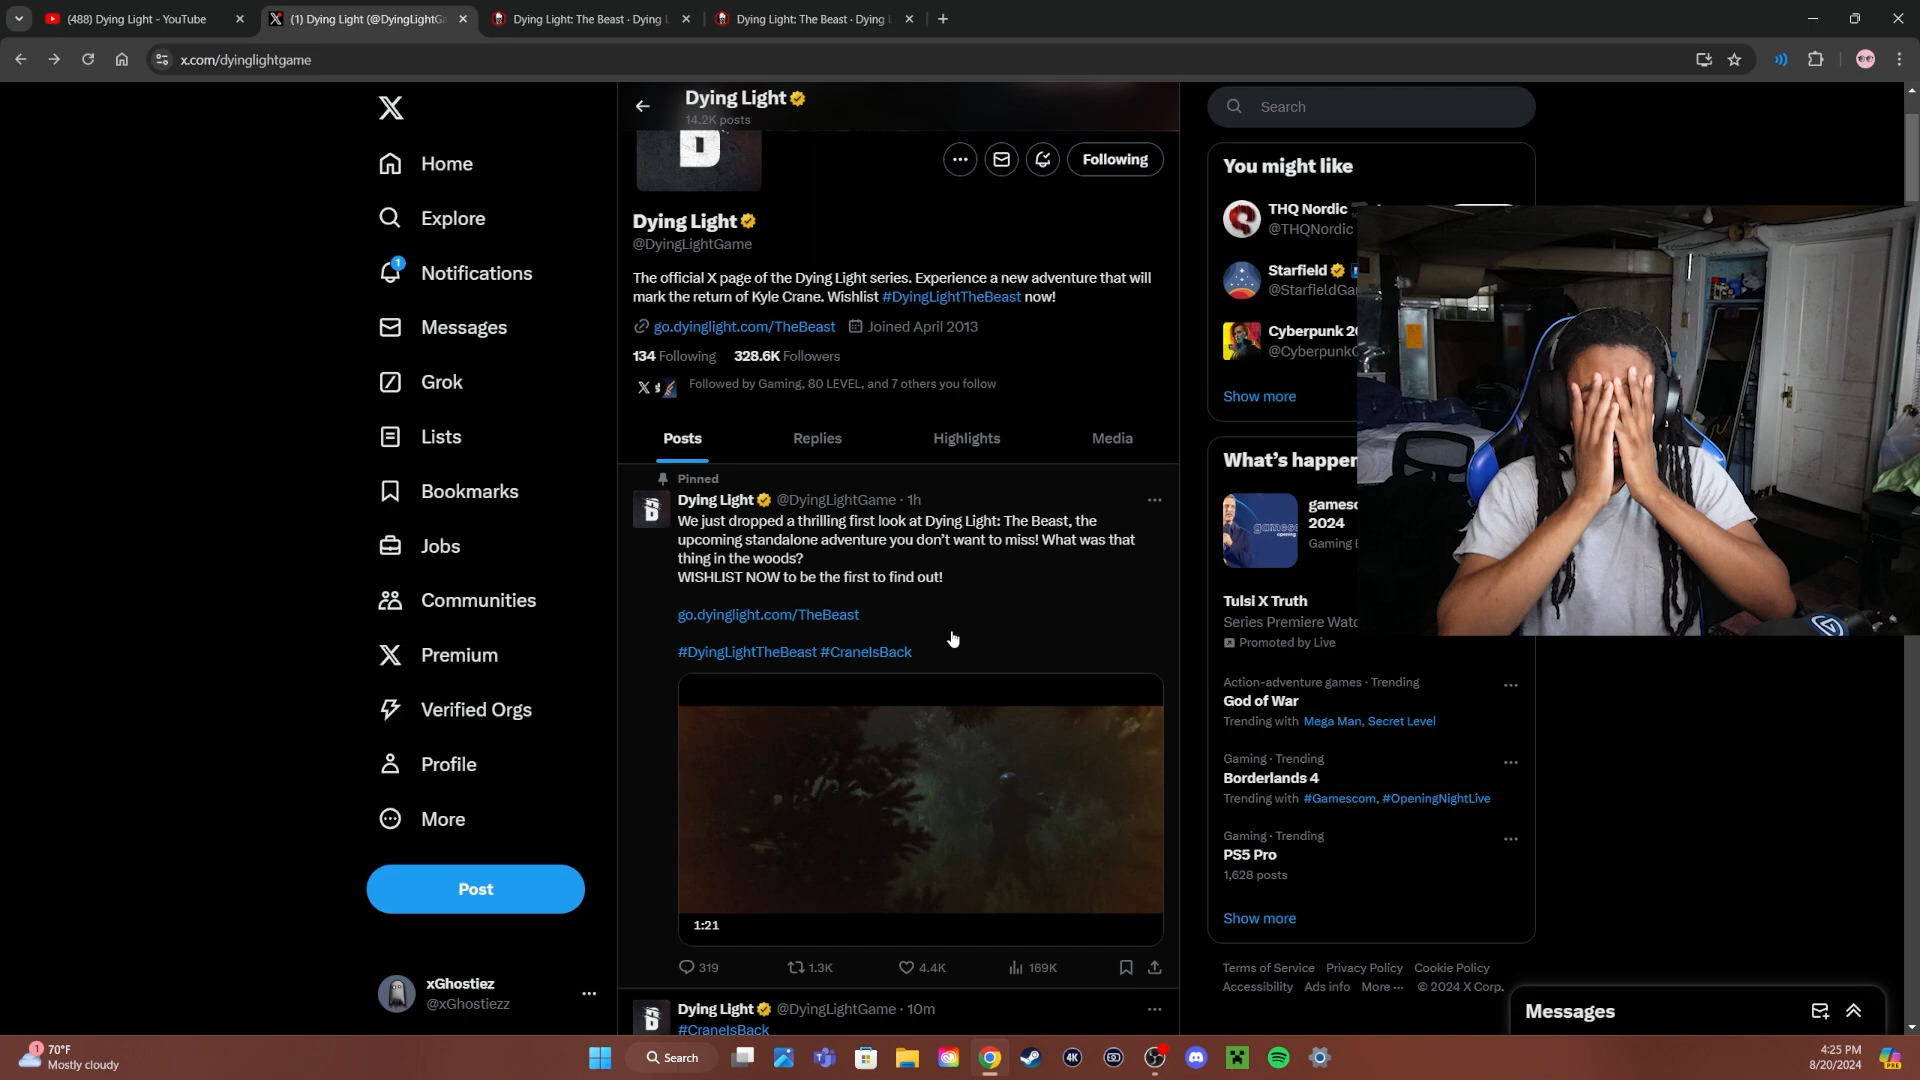 (488) Dying Light - YouTube
(1) Dying Light (@DyingLightG
Dying Light: The Beast · Dying L
Dying Light: The Beast · Dying L
x.com/dyinglightgame
Dying Light
14.2K posts
Search
Home
Explore
1
Notifications
Messages
Grok
Lists
Bookmarks
Jobs
Communities
Premium
Verified Orgs
Profile
More
Post
xGhostiez
@xGhostiezz
Following
Dying Light
@DyingLightGame
The official X page of the Dying Light series. Experience a new adventure that will
mark the return of Kyle Crane. Wishlist #DyingLightTheBeast now!
go.dyinglight.com/TheBeast Joined April 2013
134 Following 328.6K Followers
Followed by Gaming, 80 LEVEL, and 7 others you follow
Posts Replies Highlights Media
Pinned
Dying Light @DyingLightGame · 1h
We just dropped a thrilling first look at Dying Light: The Beast, the
upcoming standalone adventure you don't want to miss! What was that
thing in the woods?
WISHLIST NOW to be the first to find out!
go.dyinglight.com/TheBeast
#DyingLightTheBeast #CraneIsBack
1:21
319 1.3K 4.4K 169K
Dying Light @DyingLightGame · 10m
#CraneIsBack
You might like
THQ Nordic
@THQNordic
Starfield
@StarfieldGa
Cyberpunk 2
@Cyberpunk
Show more
What's happen
gamesc
2024
Gaming
Tulsi X Truth
Series Premiere Watc
Promoted by Live
Action-adventure games · Trending
God of War
Trending with Mega Man, Secret Level
Gaming · Trending
Borderlands 4
Trending with #Gamescom, #OpeningNightLive
Gaming · Trending
PS5 Pro
1,628 posts
Show more
Terms of Service Privacy Policy Cookie Policy
Accessibility Ads info More ··· © 2024 X Corp.
Messages
1
70°F
Mostly cloudy
Search
4K
4:25 PM
8/20/2024